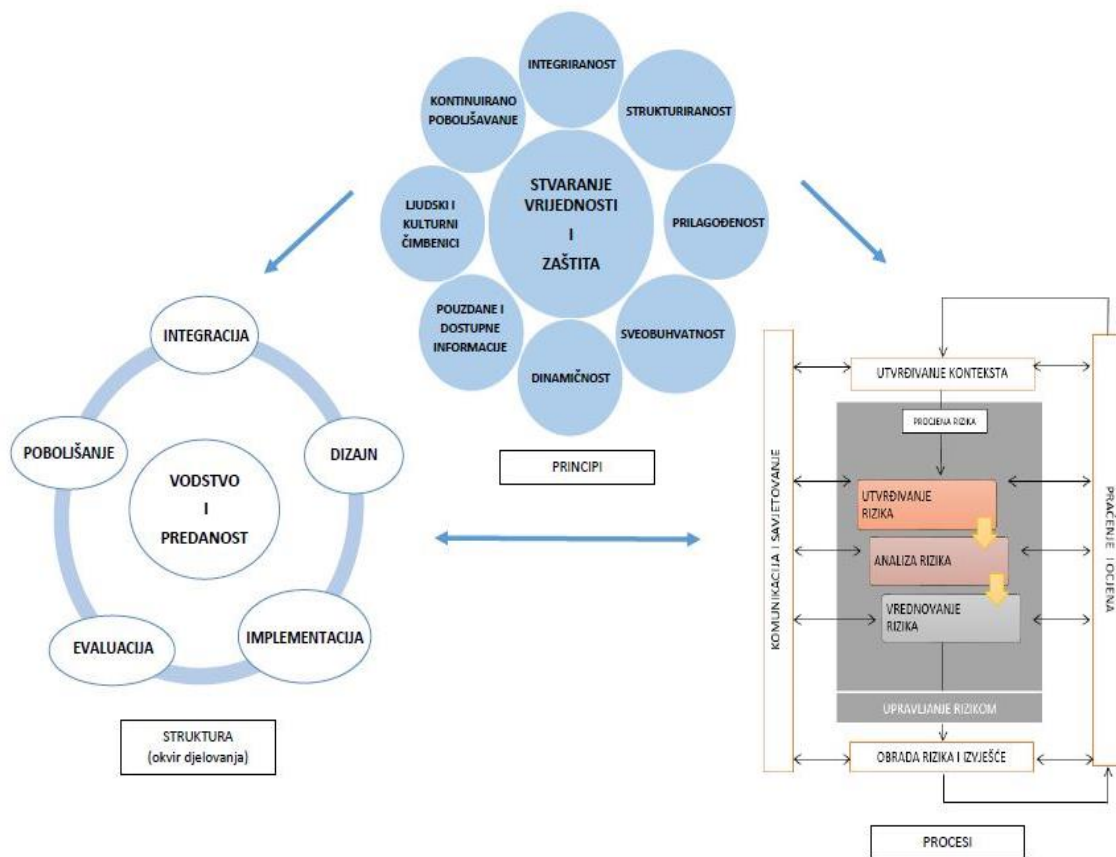 INTEGRIRANOST
STRUKTURIRANOST
PRILAGOĐENOST
SVEOBUHVATNOST
DINAMIČNOST
POUZDANE I
DOSTUPNE
INFORMACIJE
LJUDSKI I
KULTURNI
ČIMBENICI
KONTINUIRANO
POBOLJŠAVANJE
STVARANJE
VRIJEDNOSTI
I
ZAŠTITA
PRINCIPI
INTEGRACIJA
DIZAJN
IMPLEMENTACIJA
EVALUACIJA
POBOLJŠANJE
VODSTVO
I
PREDANOST
STRUKTURA
(okvir djelovanja)
KOMUNIKACIJA I SAVJETOVANJE
UTVRĐIVANJE KONTEKSTA
PROCJENA RIZIKA
UTVRĐIVANJE
RIZIKA
ANALIZA RIZIKA
VREDNOVANJE
RIZIKA
UPRAVLJANJE RIZIKOM
OBRADA RIZIKA I IZVJEŠĆE
PRAĆENJE I OCJENA
PROCESI